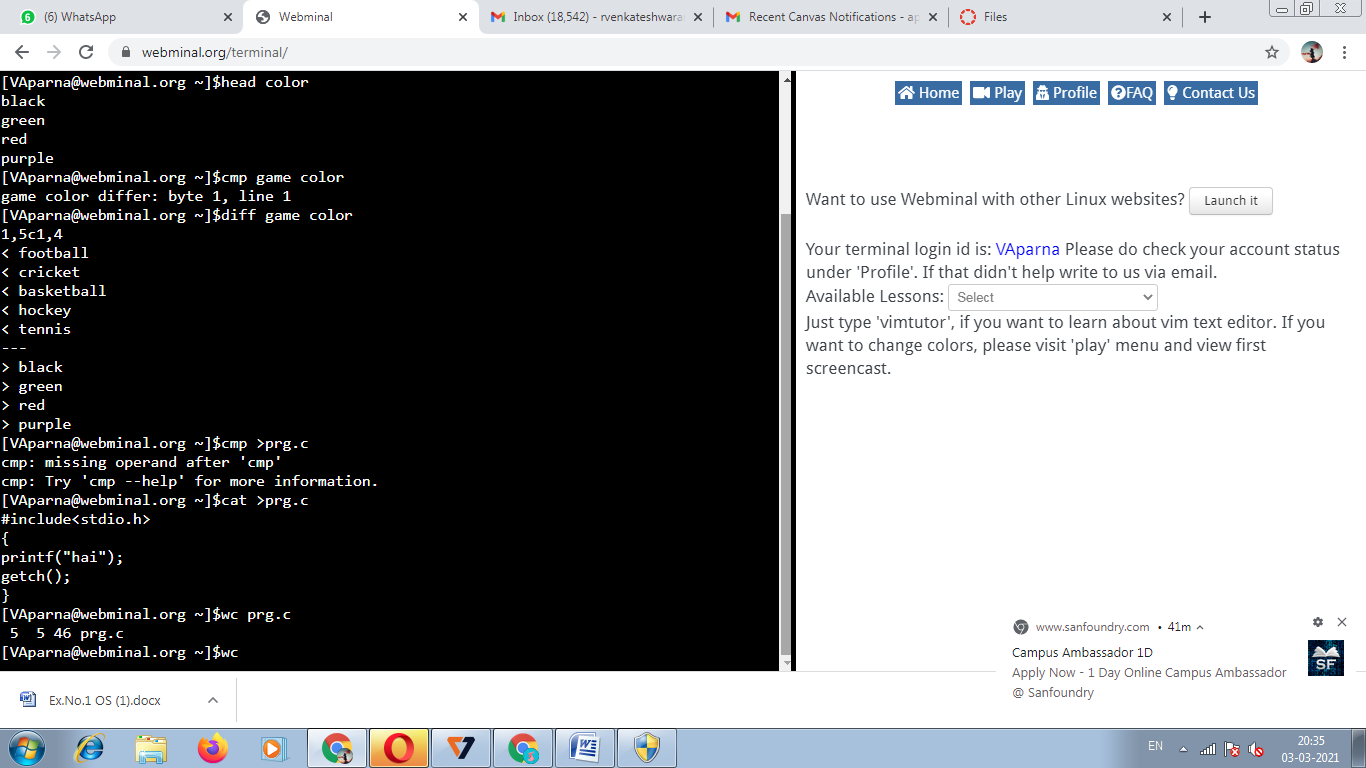 (6) WhatsApp
Webminal
Inbox (18,542) - rvenkateshwara
Recent Canvas Notifications - ap
Files
webminal.org/terminal/
[VAparna@webminal.org ~]$head color
black
green
red
purple
[VAparna@webminal.org ~]$cmp game color
game color differ: byte 1, line 1
[VAparna@webminal.org ~]$diff game color
1,5c1,4
< football
< cricket
< basketball
< hockey
< tennis
---
> black
> green
> red
> purple
[VAparna@webminal.org ~]$cmp >prg.c
cmp: missing operand after 'cmp'
cmp: Try 'cmp --help' for more information.
[VAparna@webminal.org ~]$cat >prg.c
#include<stdio.h>
{
printf("hai");
getch();
}
[VAparna@webminal.org ~]$wc prg.c
 5  5 46 prg.c
[VAparna@webminal.org ~]$wc
Home Play Profile FAQ Contact Us
Want to use Webminal with other Linux websites? Launch it
Your terminal login id is: VAparna Please do check your account status
under 'Profile'. If that didn't help write to us via email.
Available Lessons: Select
Just type 'vimtutor', if you want to learn about vim text editor. If you
want to change colors, please visit 'play' menu and view first
screencast.
www.sanfoundry.com • 41m
Campus Ambassador 1D
Apply Now - 1 Day Online Campus Ambassador
@ Sanfoundry
SF
Ex.No.1 OS (1).docx
EN
20:35
03-03-2021